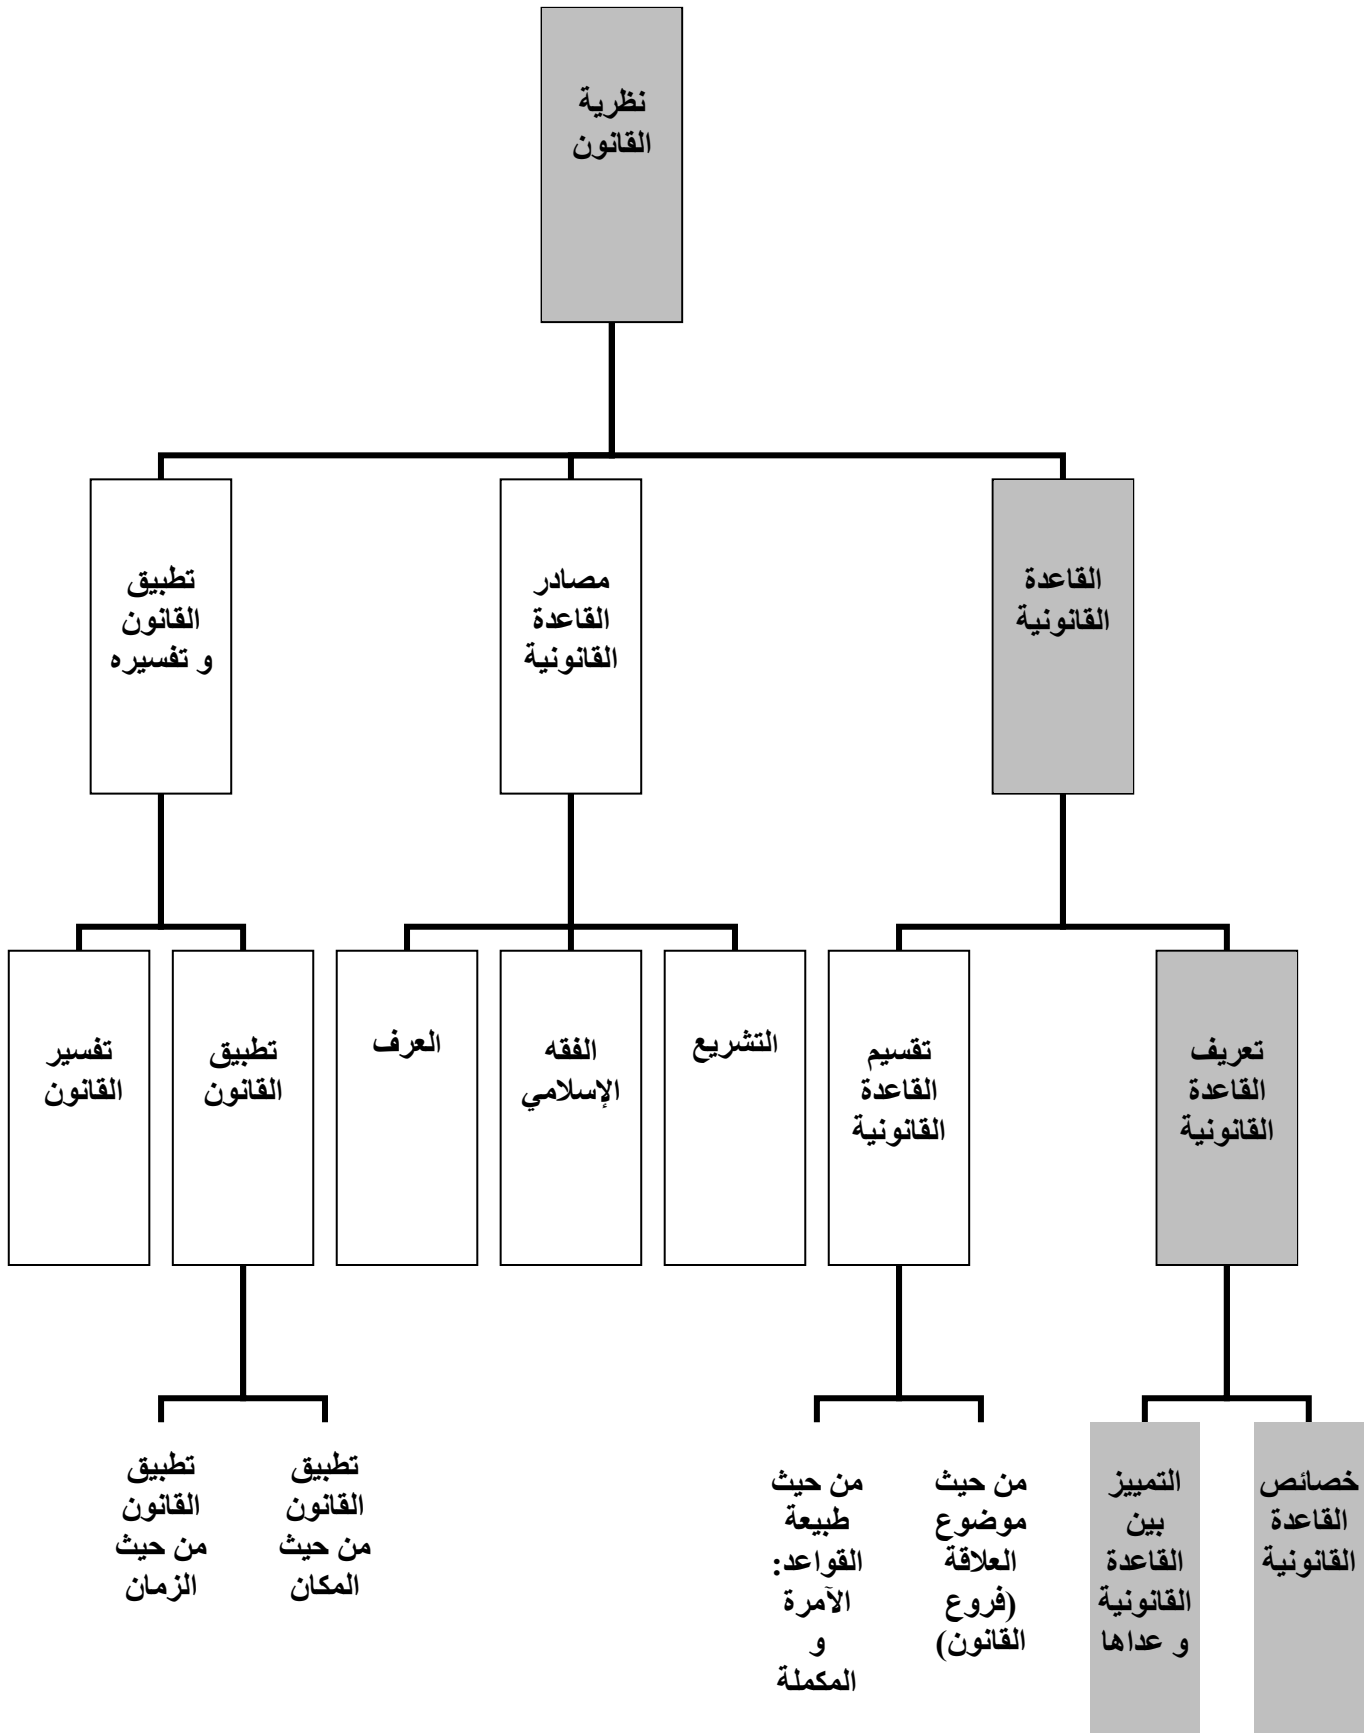 نظرية
القانون
القاعدة
القانونية
مصادر
القاعدة
القانونية
تطبيق
القانون
و تفسيره
تعريف
القاعدة
القانونية
تقسيم
القاعدة
القانونية
التشريع
الفقه
الإسلامي
العرف
تطبيق
القانون
تفسير
القانون
خصائص
القاعدة
القانونية
التمييز
بين
القاعدة
القانونية
و عداها
من حيث
موضوع
العلاقة
(فروع
القانون)
من حيث
طبيعة
القواعد:
الآمرة
و
المكملة
تطبيق
القانون
من حيث
المكان
تطبيق
القانون
من حيث
الزمان